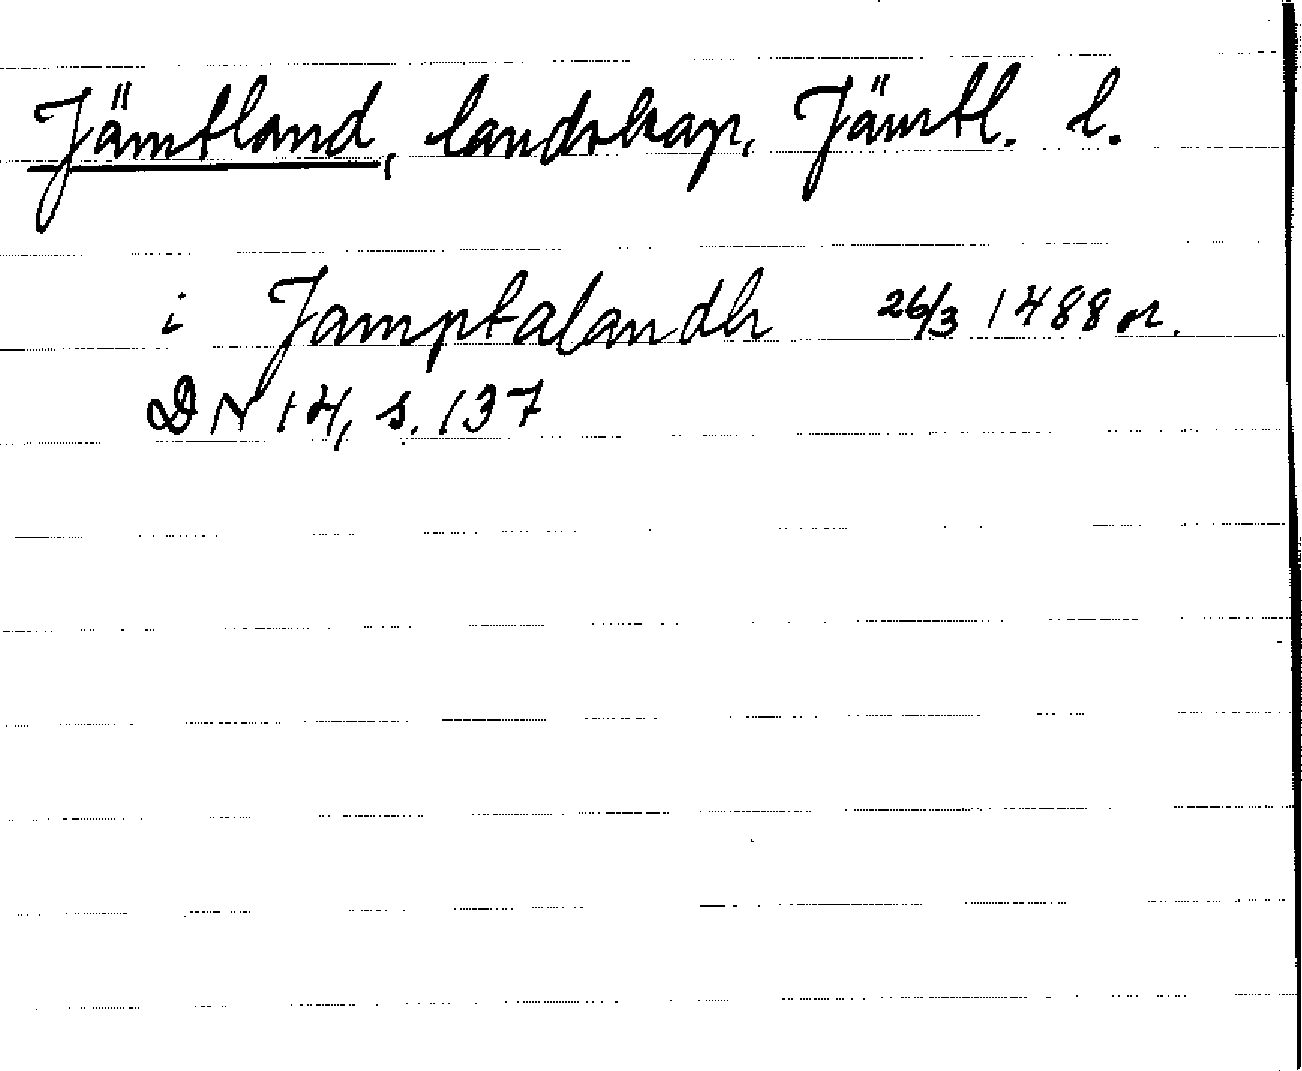 Jämtland, landskap, Jämtl. l.
i Jamptalandh 26/3 1488 or.
DN 14, s. 137